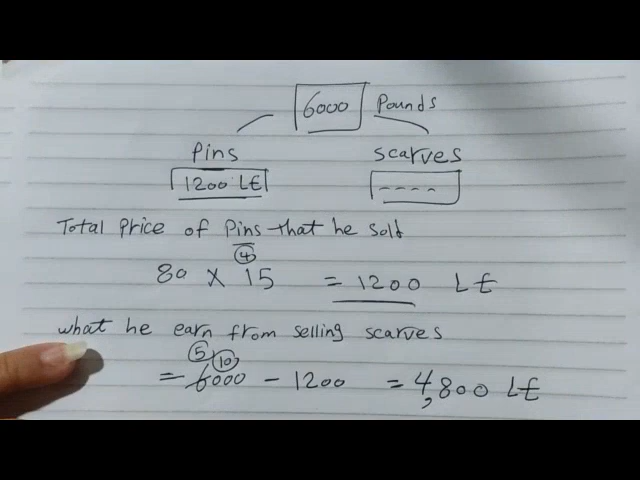 6000 Pounds
Pins scarves
1200 LE ----
Total Price of Pins that he sold
4
80 × 15 = 1200 LE
what he earn from selling scarves
5 10
= 6000 - 1200 = 4,800 LE